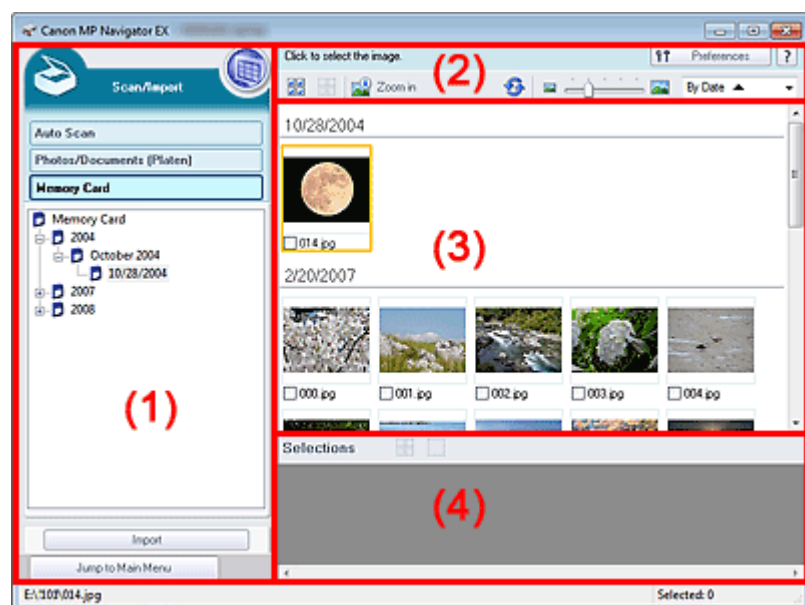 Canon MP Navigator EX
Scan/Import
Auto Scan
Photos/Documents (Platen)
Memory Card
Memory Card
2004
October 2004
10/28/2004
2007
2008
(1)
Import
Jump to Main Menu
Click to select the image.
Preferences
?
(2)
Zoom in
By Date
10/28/2004
014.jpg
(3)
2/20/2007
000.jpg
001.jpg
002.jpg
003.jpg
004.jpg
Selections
(4)
E:\101\014.jpg
Selected: 0